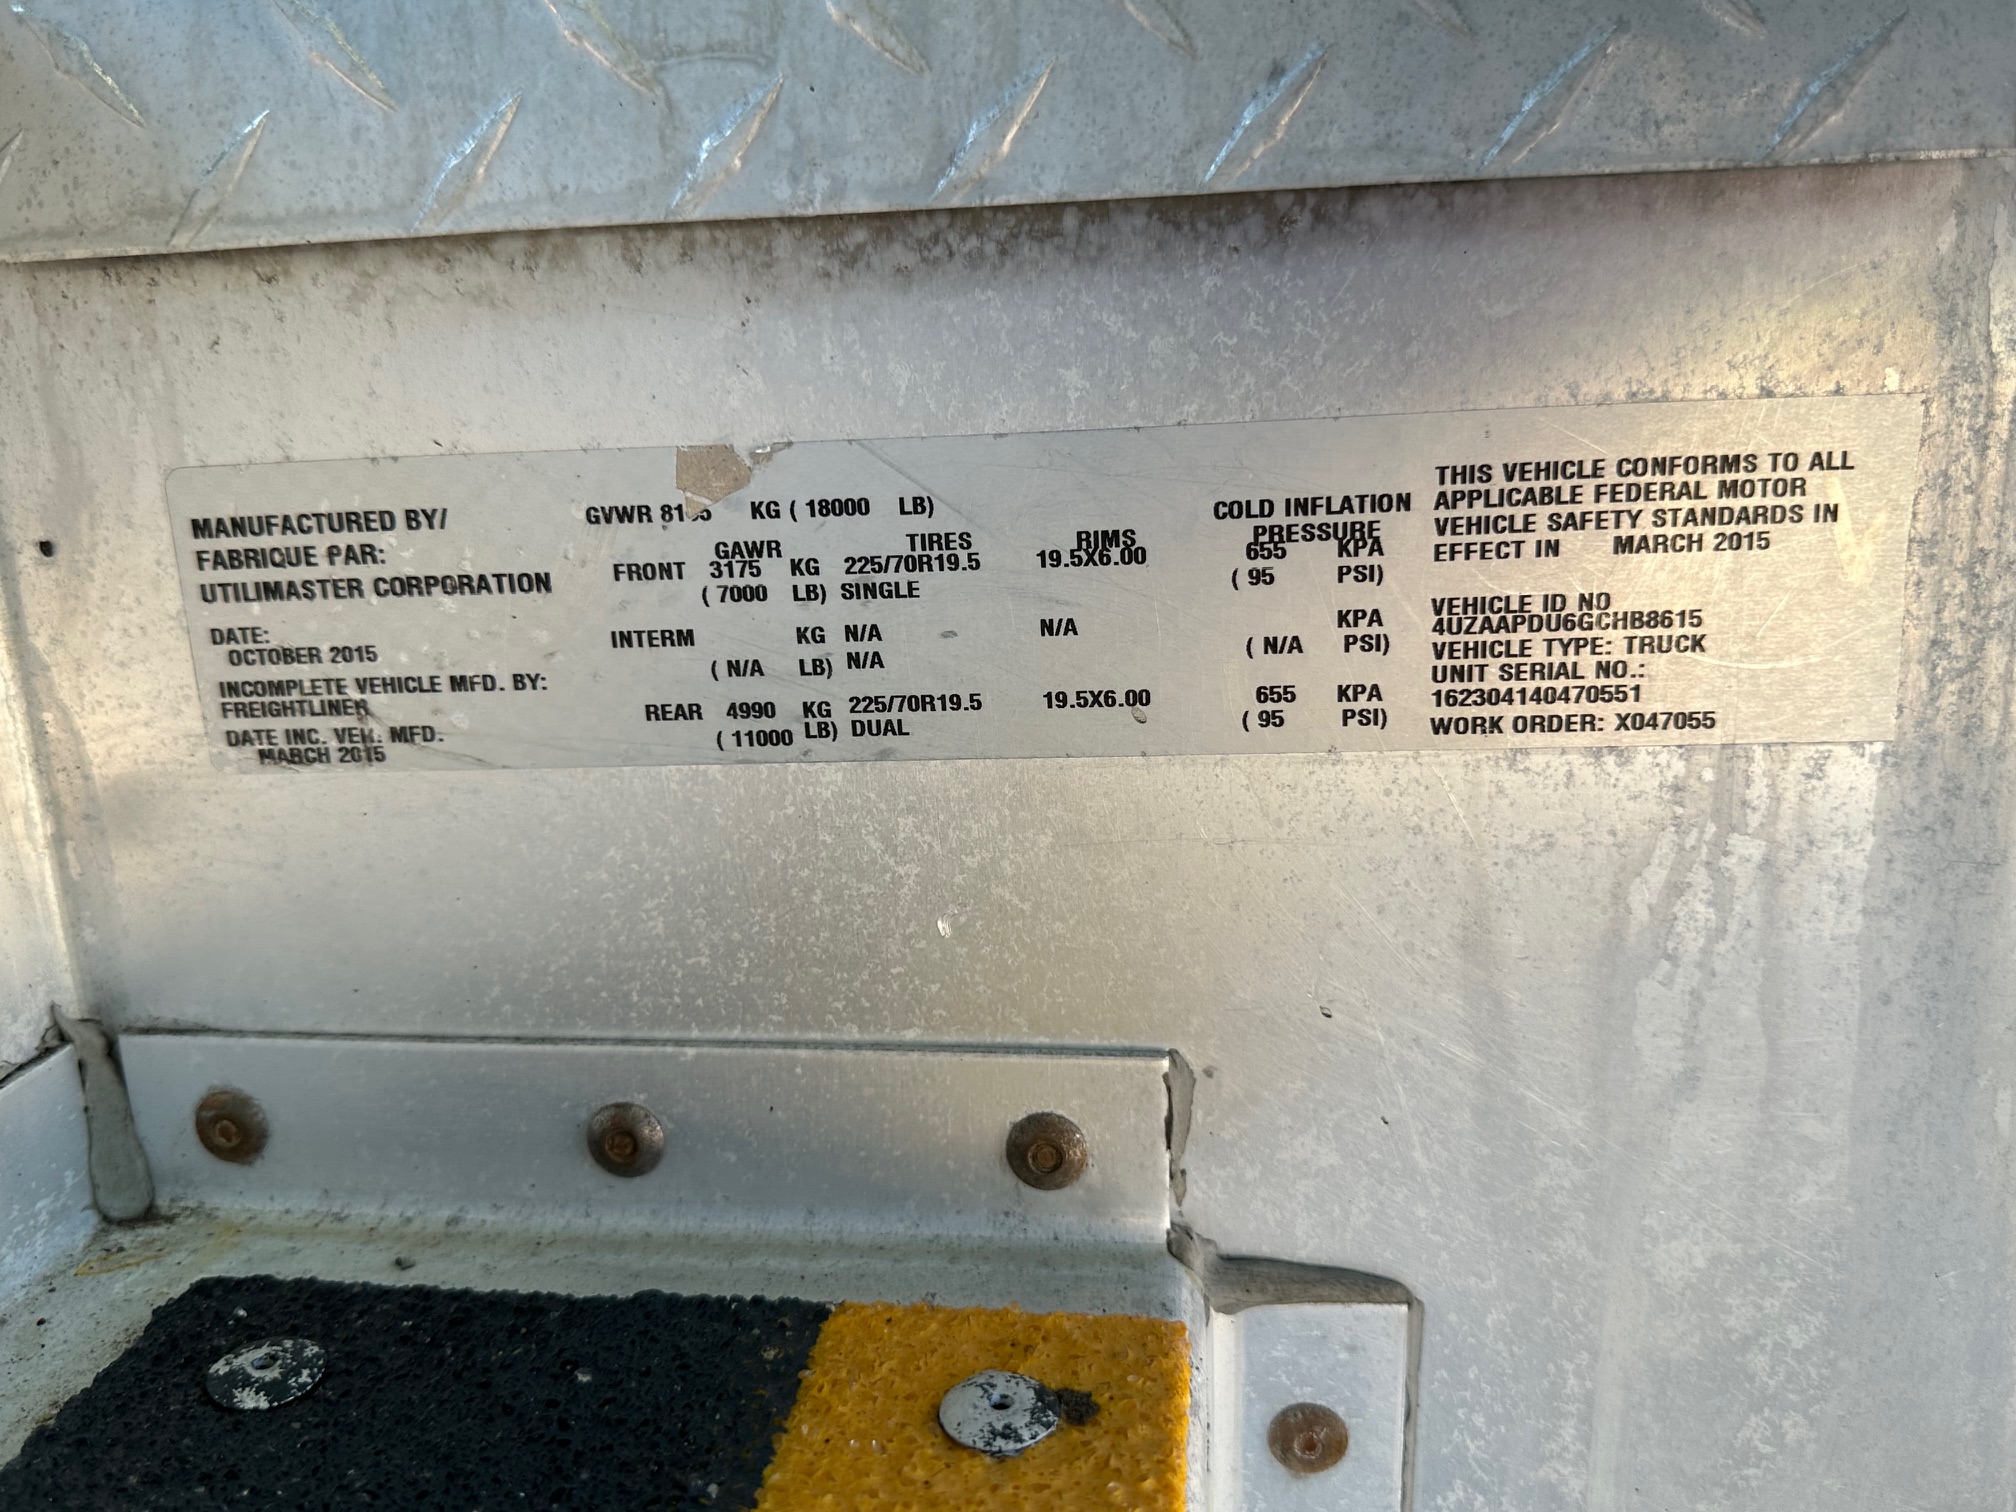 MANUFACTURED BY/
FABRIQUE PAR:
UTILIMASTER CORPORATION
DATE:
OCTOBER 2015
INCOMPLETE VEHICLE MFD. BY:
FREIGHTLINER
DATE INC. VEH. MFD.
MARCH 2015
GVWR KG ( 18000 LB)
GAWR TIRES RIMS COLD INFLATION
PRESSURE
FRONT 3175 KG 225/70R19.5 19.5X6.00 655 KPA
( 7000 LB) SINGLE ( 95 PSI)
INTERM KG N/A N/A KPA
( N/A LB) N/A ( N/A PSI)
REAR 4990 KG 225/70R19.5 19.5X6.00 655 KPA
( 11000 LB) DUAL ( 95 PSI)
THIS VEHICLE CONFORMS TO ALL
APPLICABLE FEDERAL MOTOR
VEHICLE SAFETY STANDARDS IN
EFFECT IN MARCH 2015
VEHICLE ID NO
4UZAAPDU6GCHB8615
VEHICLE TYPE: TRUCK
UNIT SERIAL NO.:
162304140470551
WORK ORDER: X047055